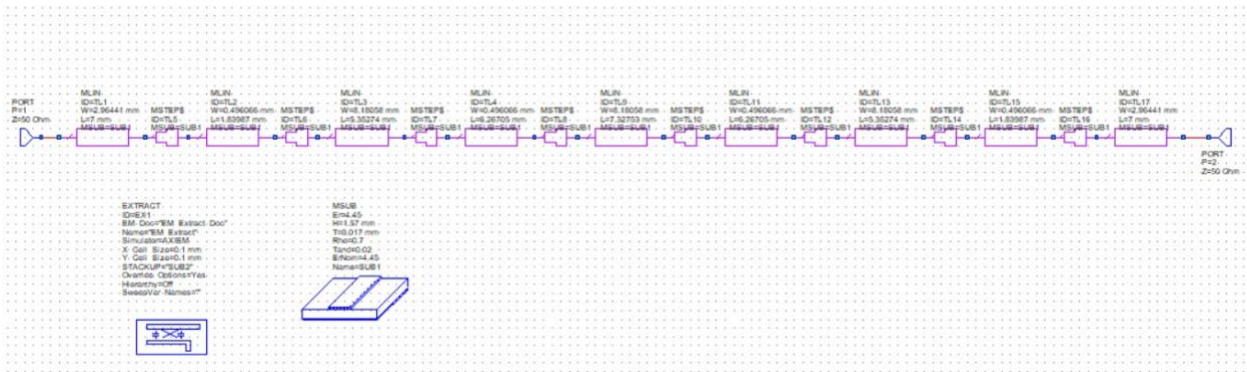 PORT
P=1
Z=50 Ohm
MLIN
ID=TL1
W=2.96441 mm
L=7 mm
MSUB=SUB1
MSTEP$
ID=TL5
MSUB=SUB1
MLIN
ID=TL2
W=0.496066 mm
L=1.83987 mm
MSUB=SUB1
MSTEP$
ID=TL6
MSUB=SUB1
MLIN
ID=TL3
W=8.18058 mm
L=5.35274 mm
MSUB=SUB1
MSTEP$
ID=TL7
MSUB=SUB1
MLIN
ID=TL4
W=0.496066 mm
L=6.26705 mm
MSUB=SUB1
MSTEP$
ID=TL8
MSUB=SUB1
MLIN
ID=TL9
W=8.18058 mm
L=7.32753 mm
MSUB=SUB1
MSTEP$
ID=TL10
MSUB=SUB1
MLIN
ID=TL11
W=0.496066 mm
L=6.26705 mm
MSUB=SUB1
MSTEP$
ID=TL12
MSUB=SUB1
MLIN
ID=TL13
W=8.18058 mm
L=5.35274 mm
MSUB=SUB1
MSTEP$
ID=TL14
MSUB=SUB1
MLIN
ID=TL15
W=0.496066 mm
L=1.83987 mm
MSUB=SUB1
MSTEP$
ID=TL16
MSUB=SUB1
MLIN
ID=TL17
W=2.96441 mm
L=7 mm
MSUB=SUB1
PORT
P=2
Z=50 Ohm
EXTRACT
ID=EX1
EM_Doc="EM_Extract_Doc"
Name="EM_Extract"
Simulator=AXIEM
X_Cell_Size=0.1 mm
Y_Cell_Size=0.1 mm
STACKUP="SUB2"
Override_Options=Yes
Hierarchy=Off
SweepVar_Names=""
MSUB
Er=4.45
H=1.57 mm
T=0.017 mm
Rho=0.7
Tand=0.02
ErNom=4.45
Name=SUB1